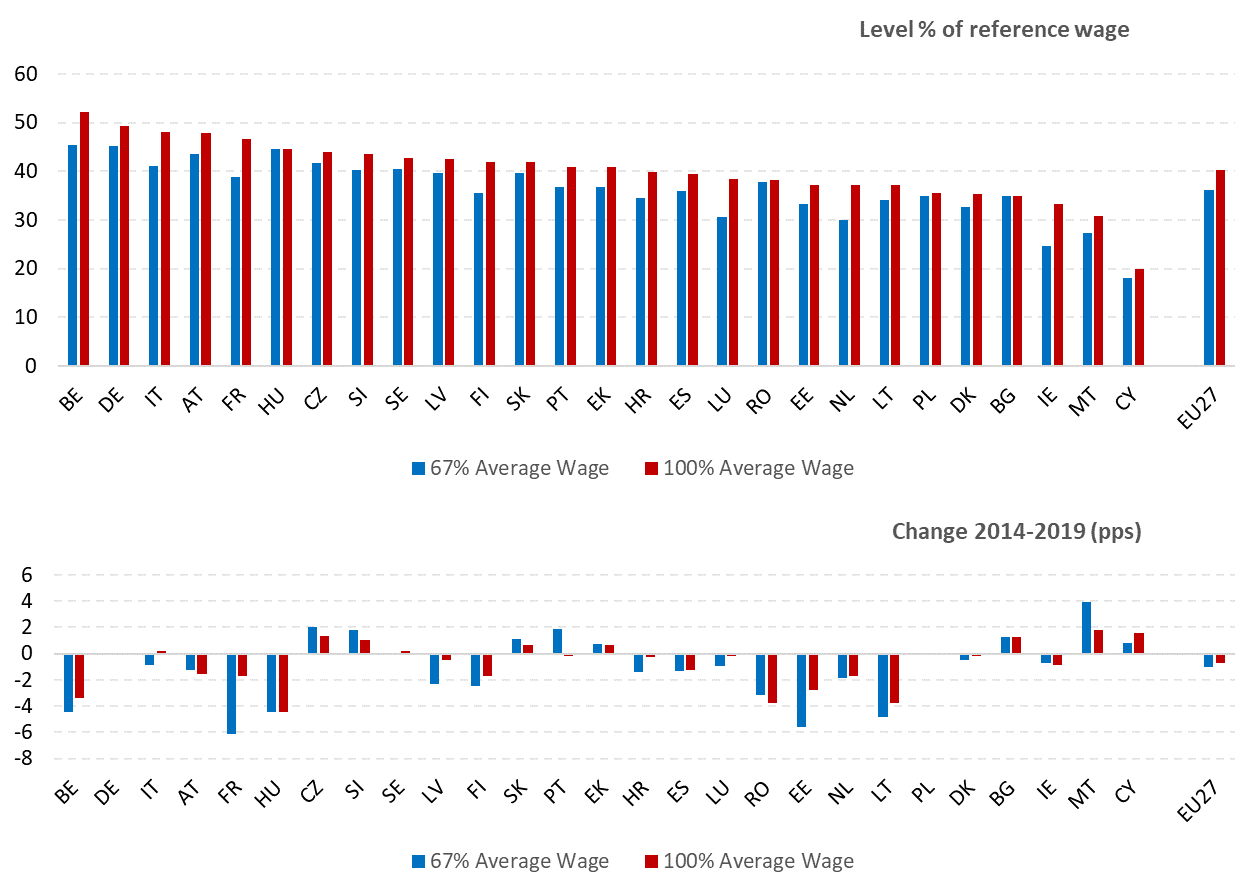 Level % of reference wage
60
50
40
30
20
10
0
BE DE IT AT FR HU CZ SI SE LV FI SK PT EK HR ES LU RO EE NL LT PL DK BG IE MT CY EU27
67% Average Wage 100% Average Wage
Change 2014-2019 (pps)
6
4
2
0
-2
-4
-6
-8
BE DE IT AT FR HU CZ SI SE LV FI SK PT EK HR ES LU RO EE NL LT PL DK BG IE MT CY EU27
67% Average Wage 100% Average Wage